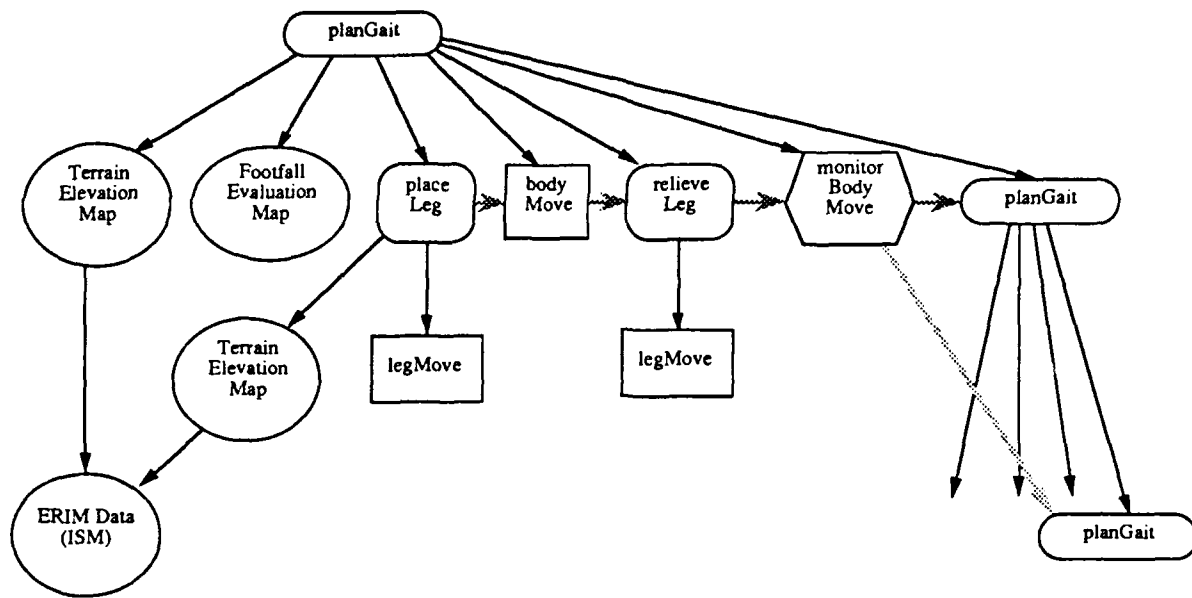 planGait
Terrain
Elevation
Map
Footfall
Evaluation
Map
place
Leg
body
Move
relieve
Leg
monitor
Body
Move
planGait
Terrain
Elevation
Map
legMove
legMove
ERIM Data
(ISM)
planGait